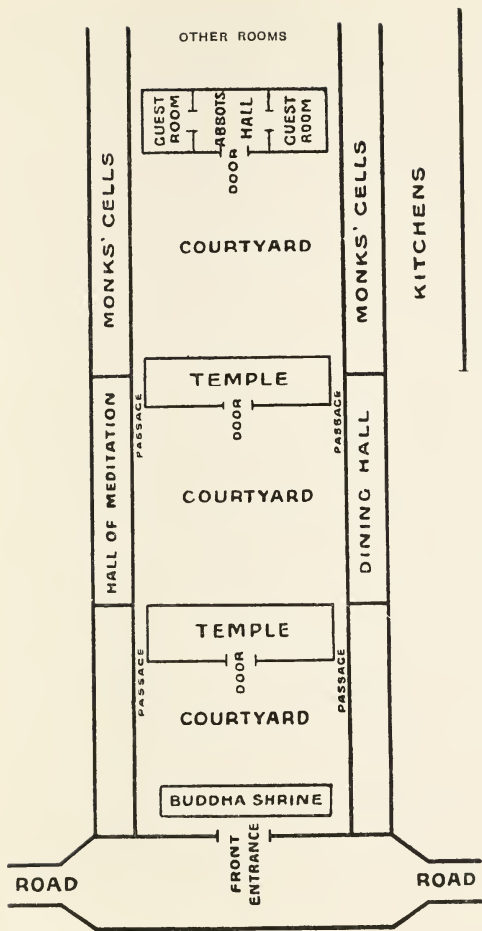 OTHER ROOMS
GUEST
ROOM
ABBOTS
HALL
GUEST
ROOM
DOOR
MONKS' CELLS
MONKS' CELLS
KITCHENS
COURTYARD
TEMPLE
DOOR
PASSAGE
PASSAGE
HALL OF MEDITATION
COURTYARD
DINING HALL
TEMPLE
DOOR
PASSAGE
PASSAGE
COURTYARD
BUDDHA SHRINE
FRONT
ENTRANCE
ROAD
ROAD